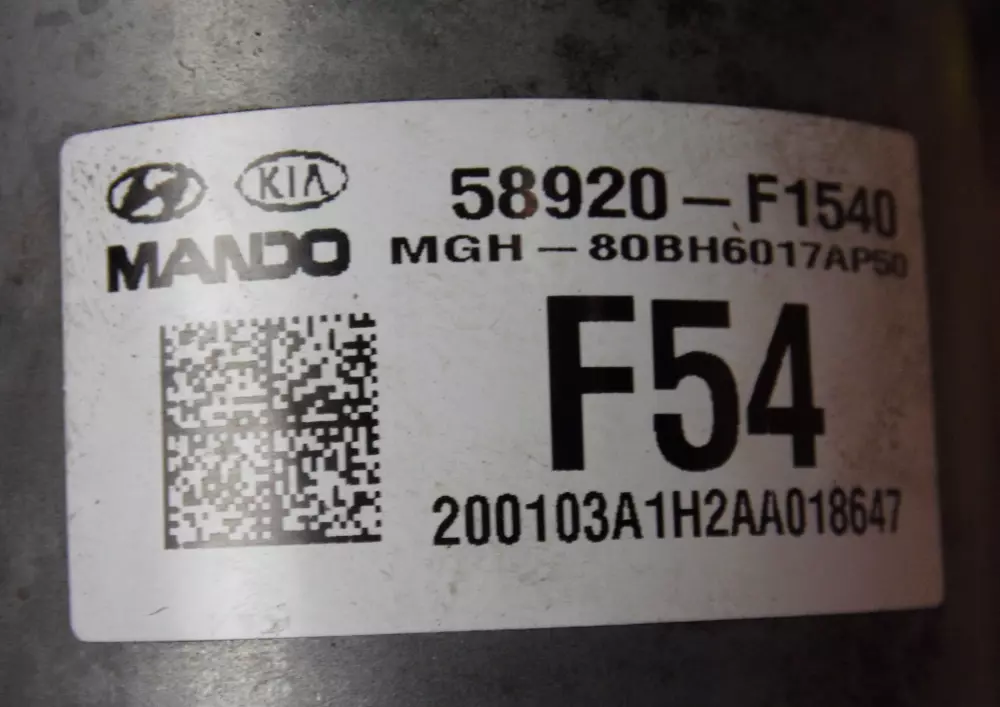 KIA
MANDO
58920-F1540
MGH-80BH6017AP50
F54
200103A1H2AA018647